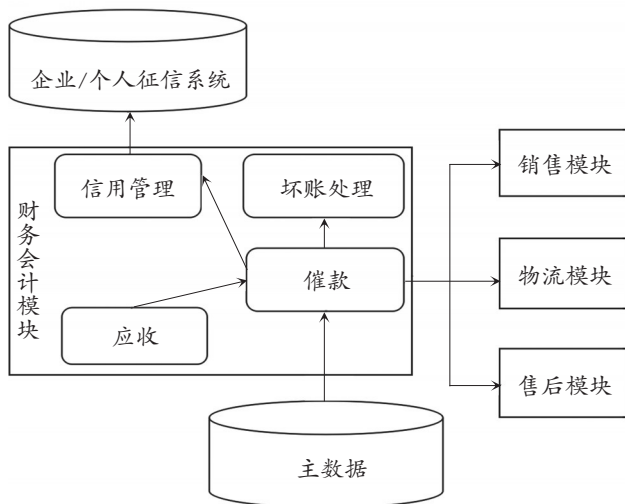 企业/个人征信系统
信用管理
坏账处理
销售模块
财务会计模块
催款
物流模块
应收
售后模块
主数据